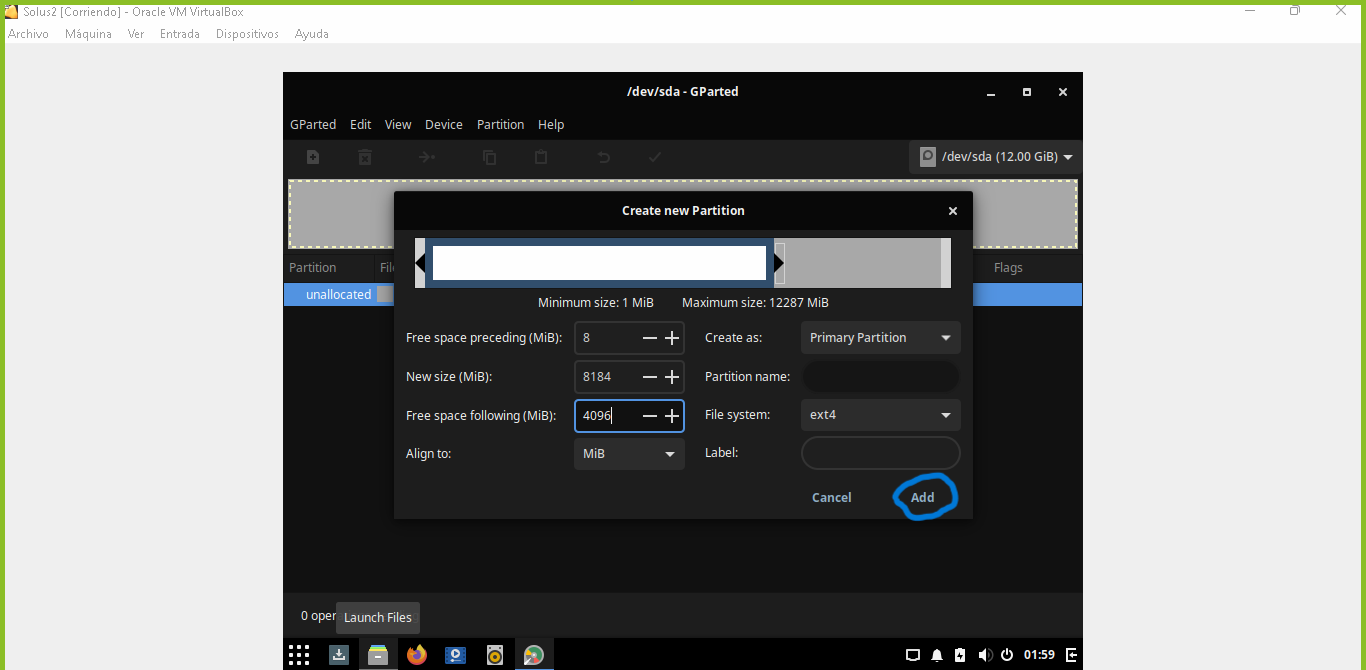 Solus2 [Corriendo] - Oracle VM VirtualBox
Archivo Máquina Ver Entrada Dispositivos Ayuda
/dev/sda - GParted
GParted Edit View Device Partition Help
/dev/sda (12.00 GiB)
Create new Partition
Partition
Flags
unallocated
Minimum size: 1 MiB Maximum size: 12287 MiB
Free space preceding (MiB): 8 Create as: Primary Partition
New size (MiB): 8184 Partition name:
Free space following (MiB): 4096 File system: ext4
Align to: MiB Label:
Cancel Add
0 oper
Launch Files
01:59